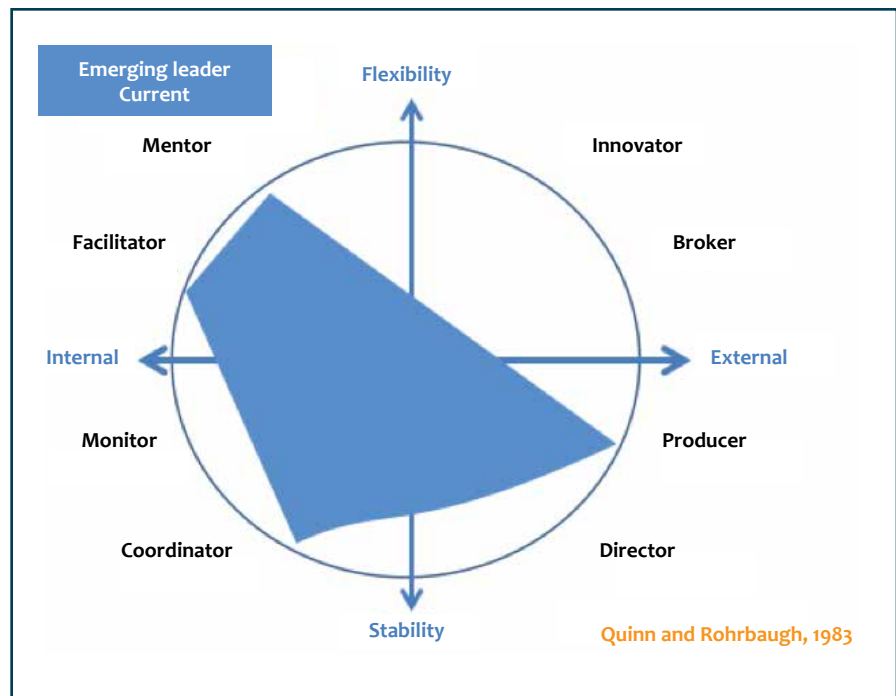 Emerging leader
Current
Flexibility
Mentor
Innovator
Facilitator
Broker
Internal
External
Monitor
Producer
Coordinator
Director
Stability
Quinn and Rohrbaugh, 1983